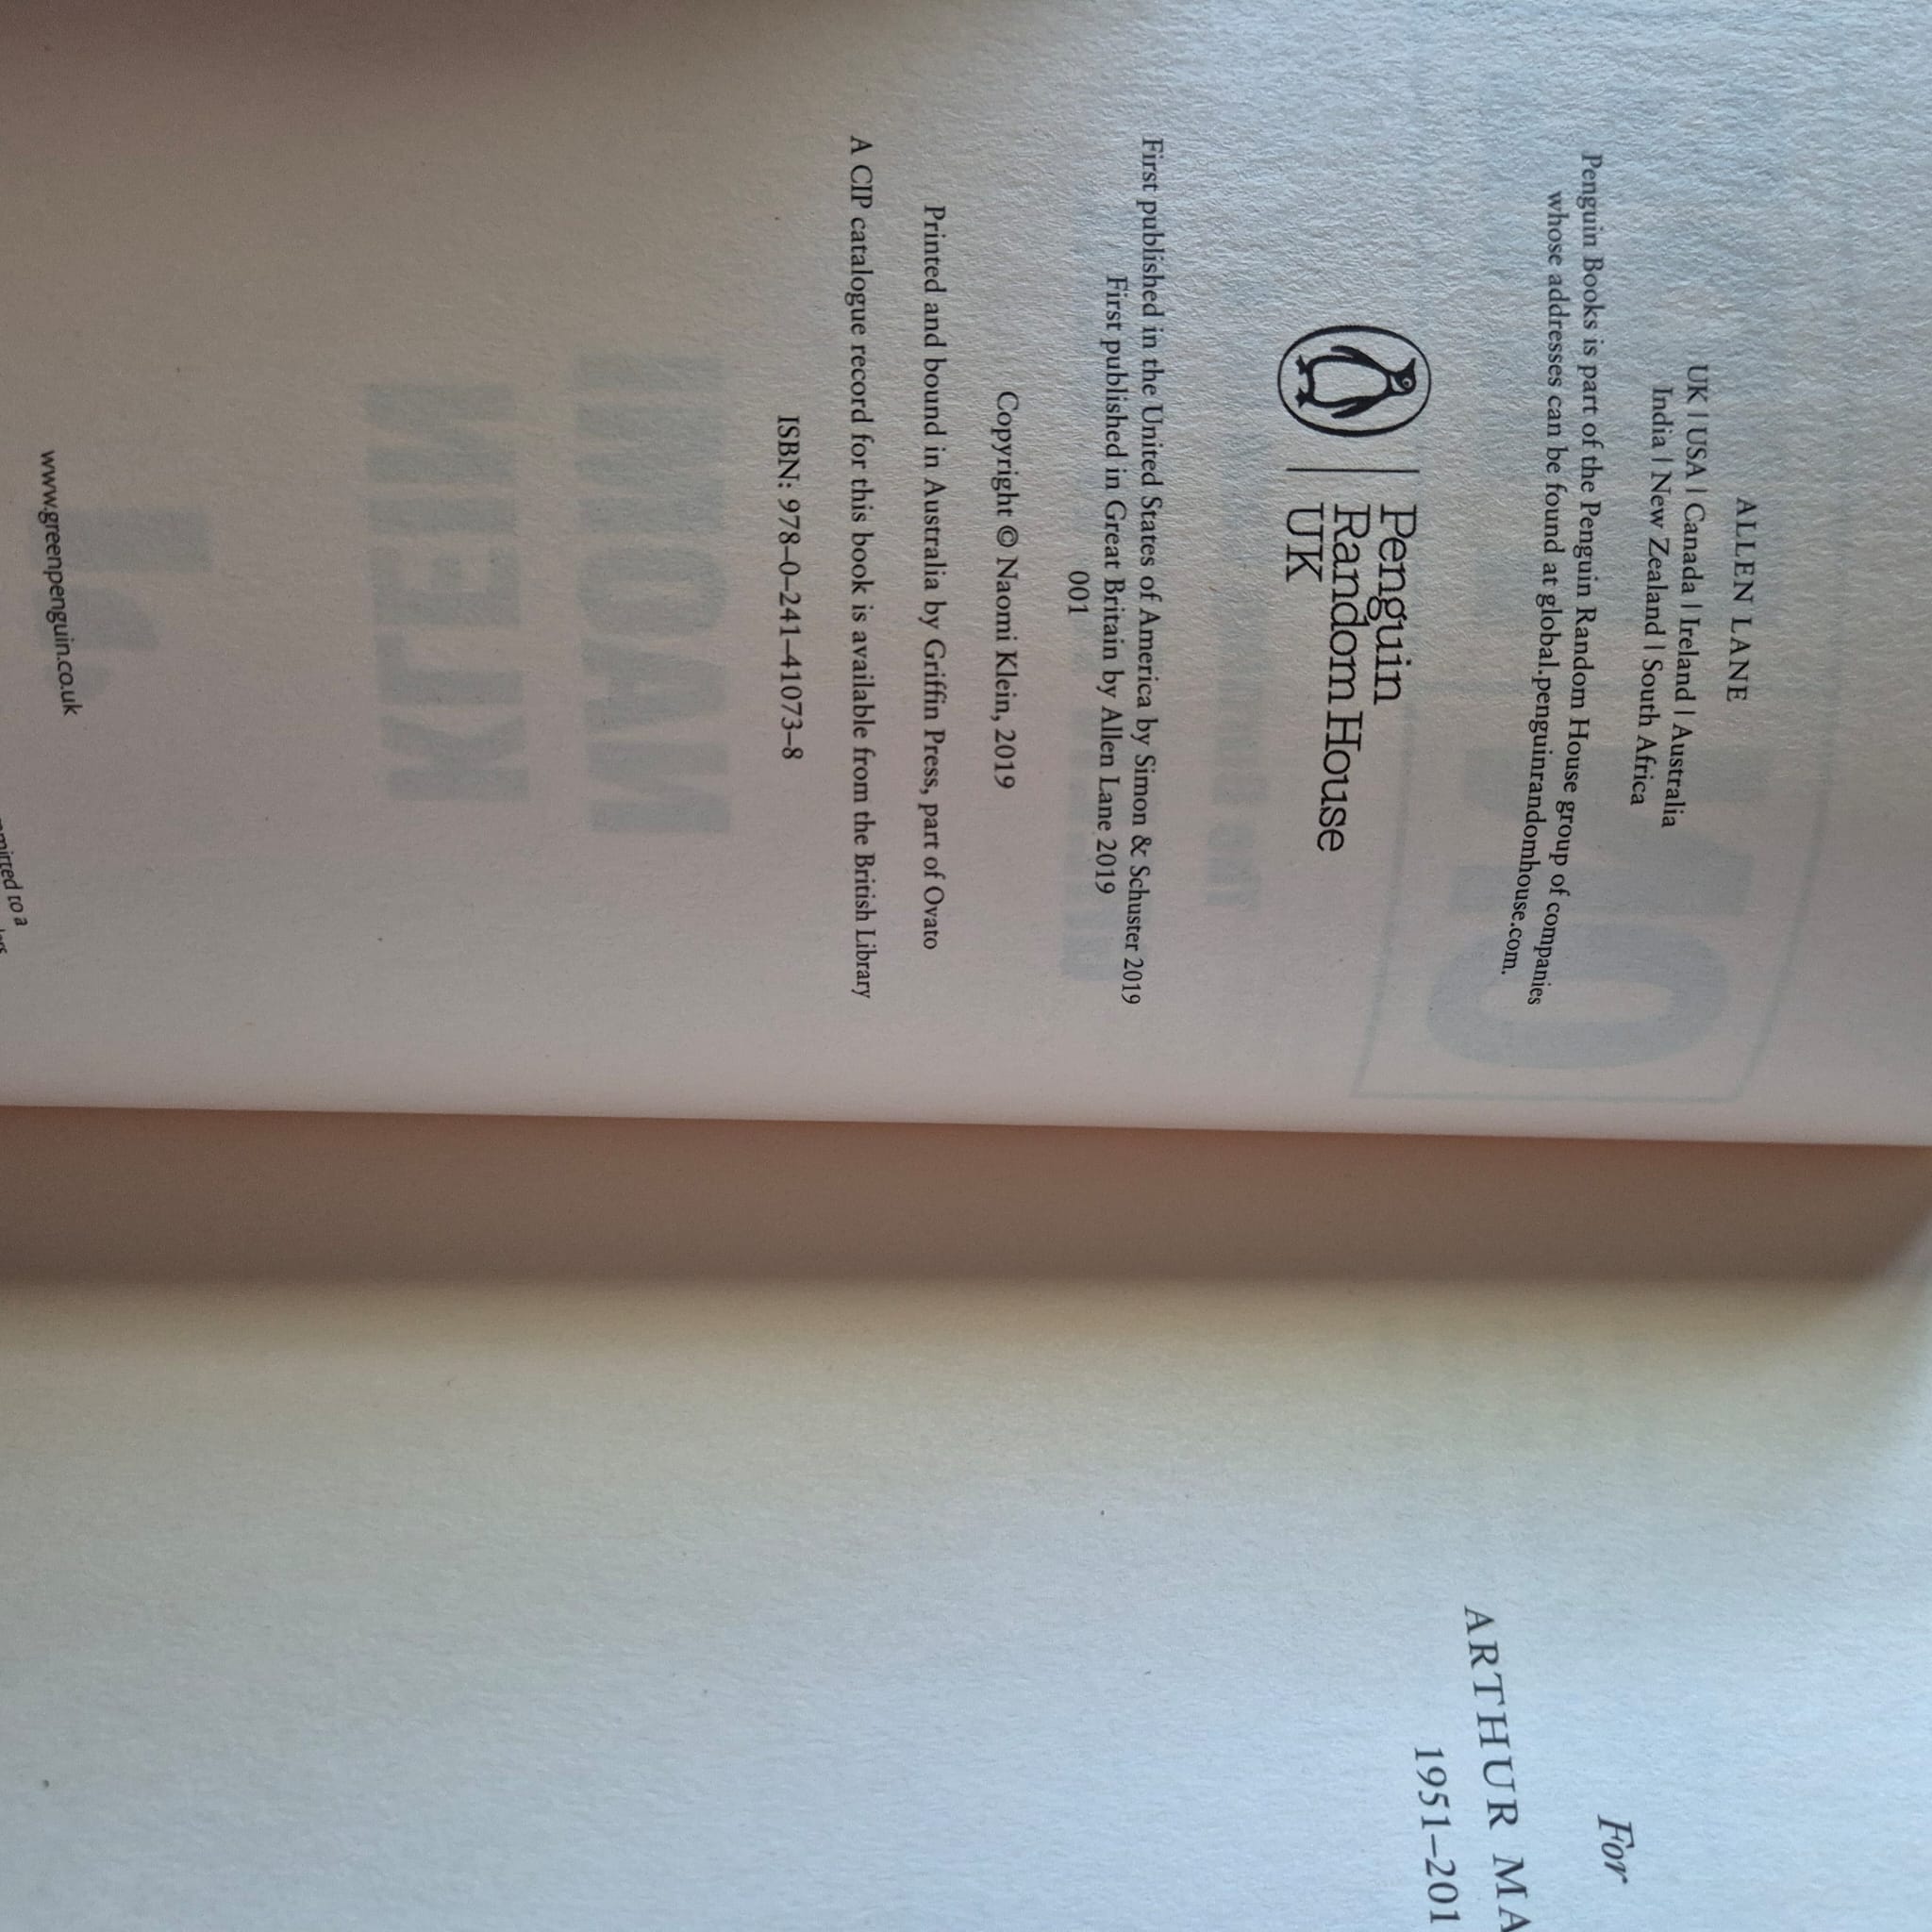 ALLEN LANE
UK | USA | Canada | Ireland | Australia
India | New Zealand | South Africa
Penguin Books is part of the Penguin Random House group of companies
whose addresses can be found at global.penguinrandomhouse.com.
Penguin
Random House
UK
First published in the United States of America by Simon & Schuster 2019
First published in Great Britain by Allen Lane 2019
001
Copyright © Naomi Klein, 2019
Printed and bound in Australia by Griffin Press, part of Ovato
A CIP catalogue record for this book is available from the British Library
ISBN: 978–0–241–41073–8
NAOMI
KLEIN
www.greenpenguin.co.uk
to a
For
ARTHUR MA
1951–201